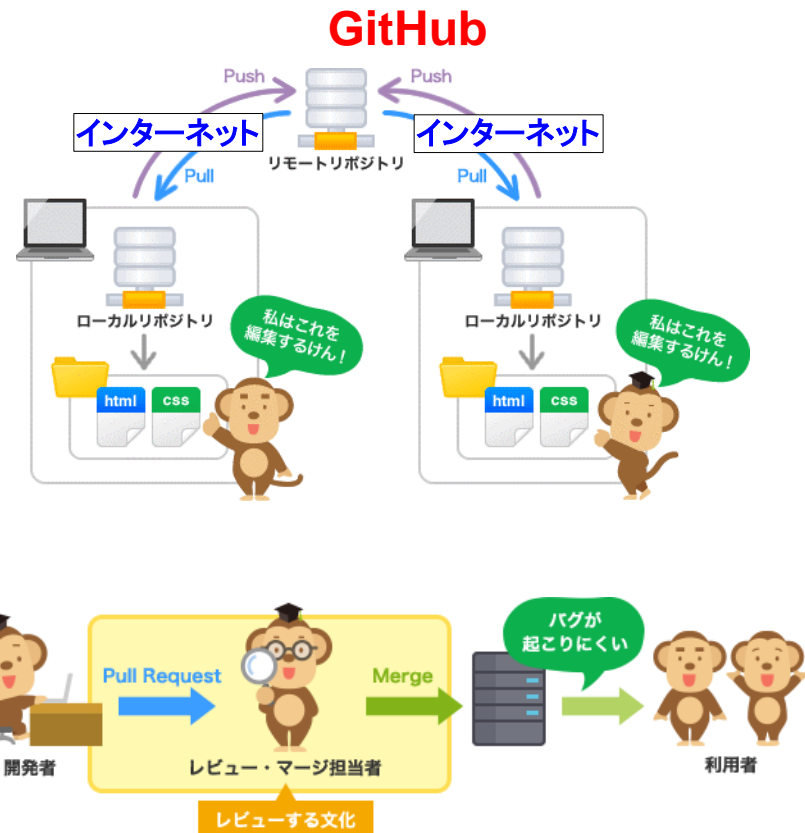 GitHub
Push
Push
インターネット
インターネット
リモートリポジトリ
Pull
Pull
ローカルリポジトリ
私はこれを
編集するけん！
html
css
ローカルリポジトリ
私はこれを
編集するけん！
html
css
バグが
起こりにくい
Pull Request
Merge
開発者
レビュー・マージ担当者
利用者
レビューする文化